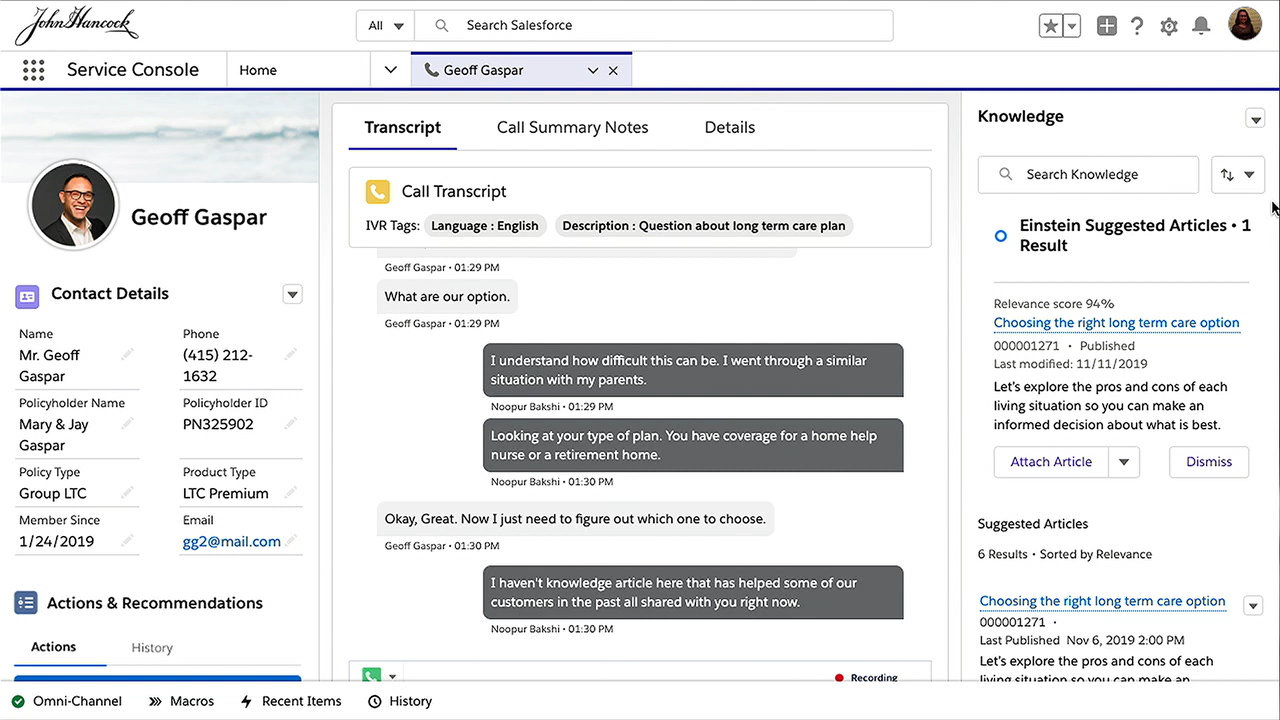 John Hancock
All
Search Salesforce
Service Console
Home
Geoff Gaspar
Geoff Gaspar
Contact Details
Name
Mr. Geoff
Gaspar
Phone
(415) 212-
1632
Policyholder Name
Mary & Jay
Gaspar
Policyholder ID
PN325902
Policy Type
Group LTC
Product Type
LTC Premium
Member Since
1/24/2019
Email
gg2@mail.com
Actions & Recommendations
Actions
History
Transcript
Call Summary Notes
Details
Call Transcript
IVR Tags:
Language : English
Description : Question about long term care plan
Geoff Gaspar • 01:29 PM
What are our option.
Geoff Gaspar • 01:29 PM
I understand how difficult this can be. I went through a similar
situation with my parents.
Noopur Bakshi • 01:29 PM
Looking at your type of plan. You have coverage for a home help
nurse or a retirement home.
Noopur Bakshi • 01:30 PM
Okay, Great. Now I just need to figure out which one to choose.
Geoff Gaspar • 01:30 PM
I haven't knowledge article here that has helped some of our
customers in the past all shared with you right now.
Noopur Bakshi • 01:30 PM
Recording
Knowledge
Search Knowledge
Einstein Suggested Articles • 1
Result
Relevance score 94%
Choosing the right long term care option
000001271 • Published
Last modified: 11/11/2019
Let's explore the pros and cons of each
living situation so you can make an
informed decision about what is best.
Attach Article
Dismiss
Suggested Articles
6 Results • Sorted by Relevance
Choosing the right long term care option
000001271 •
Last Published Nov 6, 2019 2:00 PM
Let's explore the pros and cons of each
living situation so you can make an
Omni-Channel
Macros
Recent Items
History